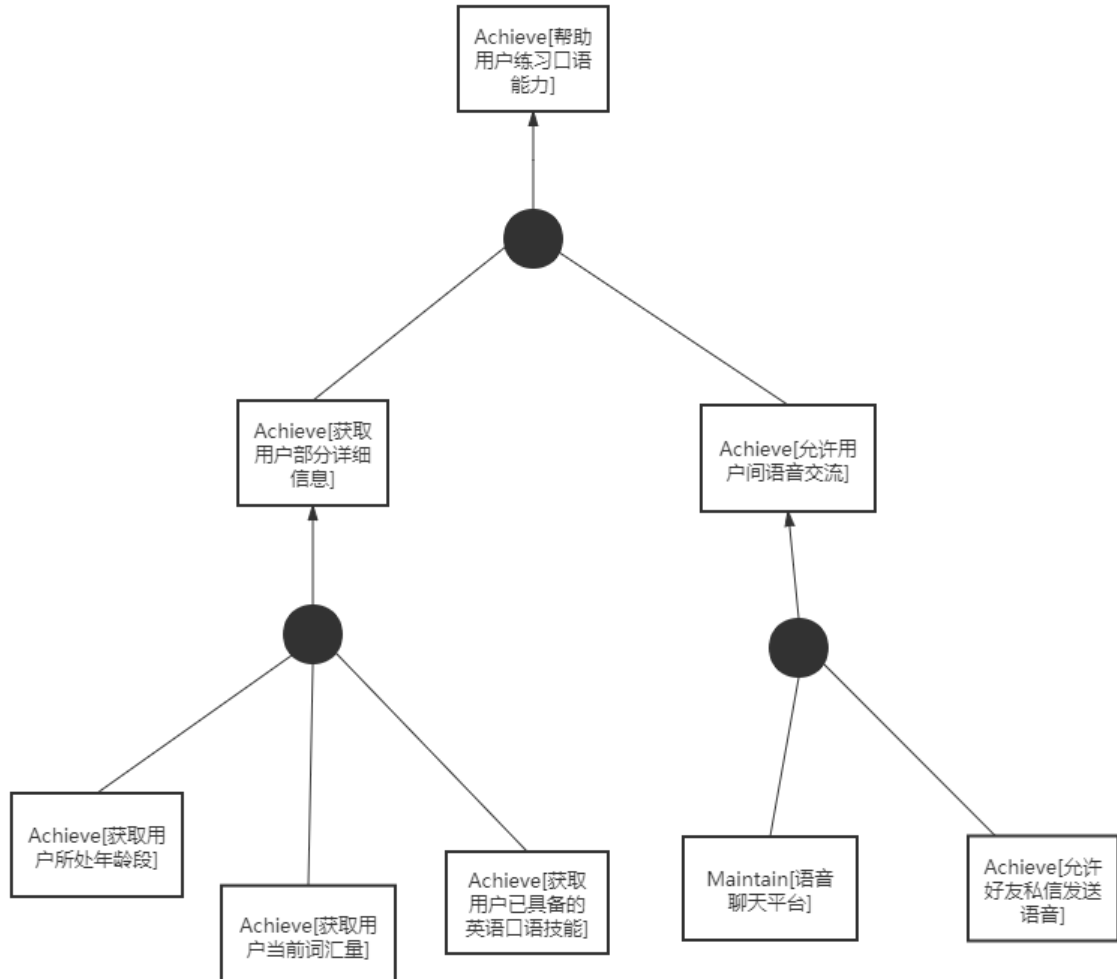 Achieve[帮助
用户练习口语
能力]
Achieve[获取
用户部分详细
信息]
Achieve[允许用
户间语音交流]
Achieve[获取用
户所处年龄段]
Achieve[获取用
户当前词汇量]
Achieve[获取
用户已具备的
英语口语技能]
Maintain[语音
聊天平台]
Achieve[允许
好友私信发送
语音]